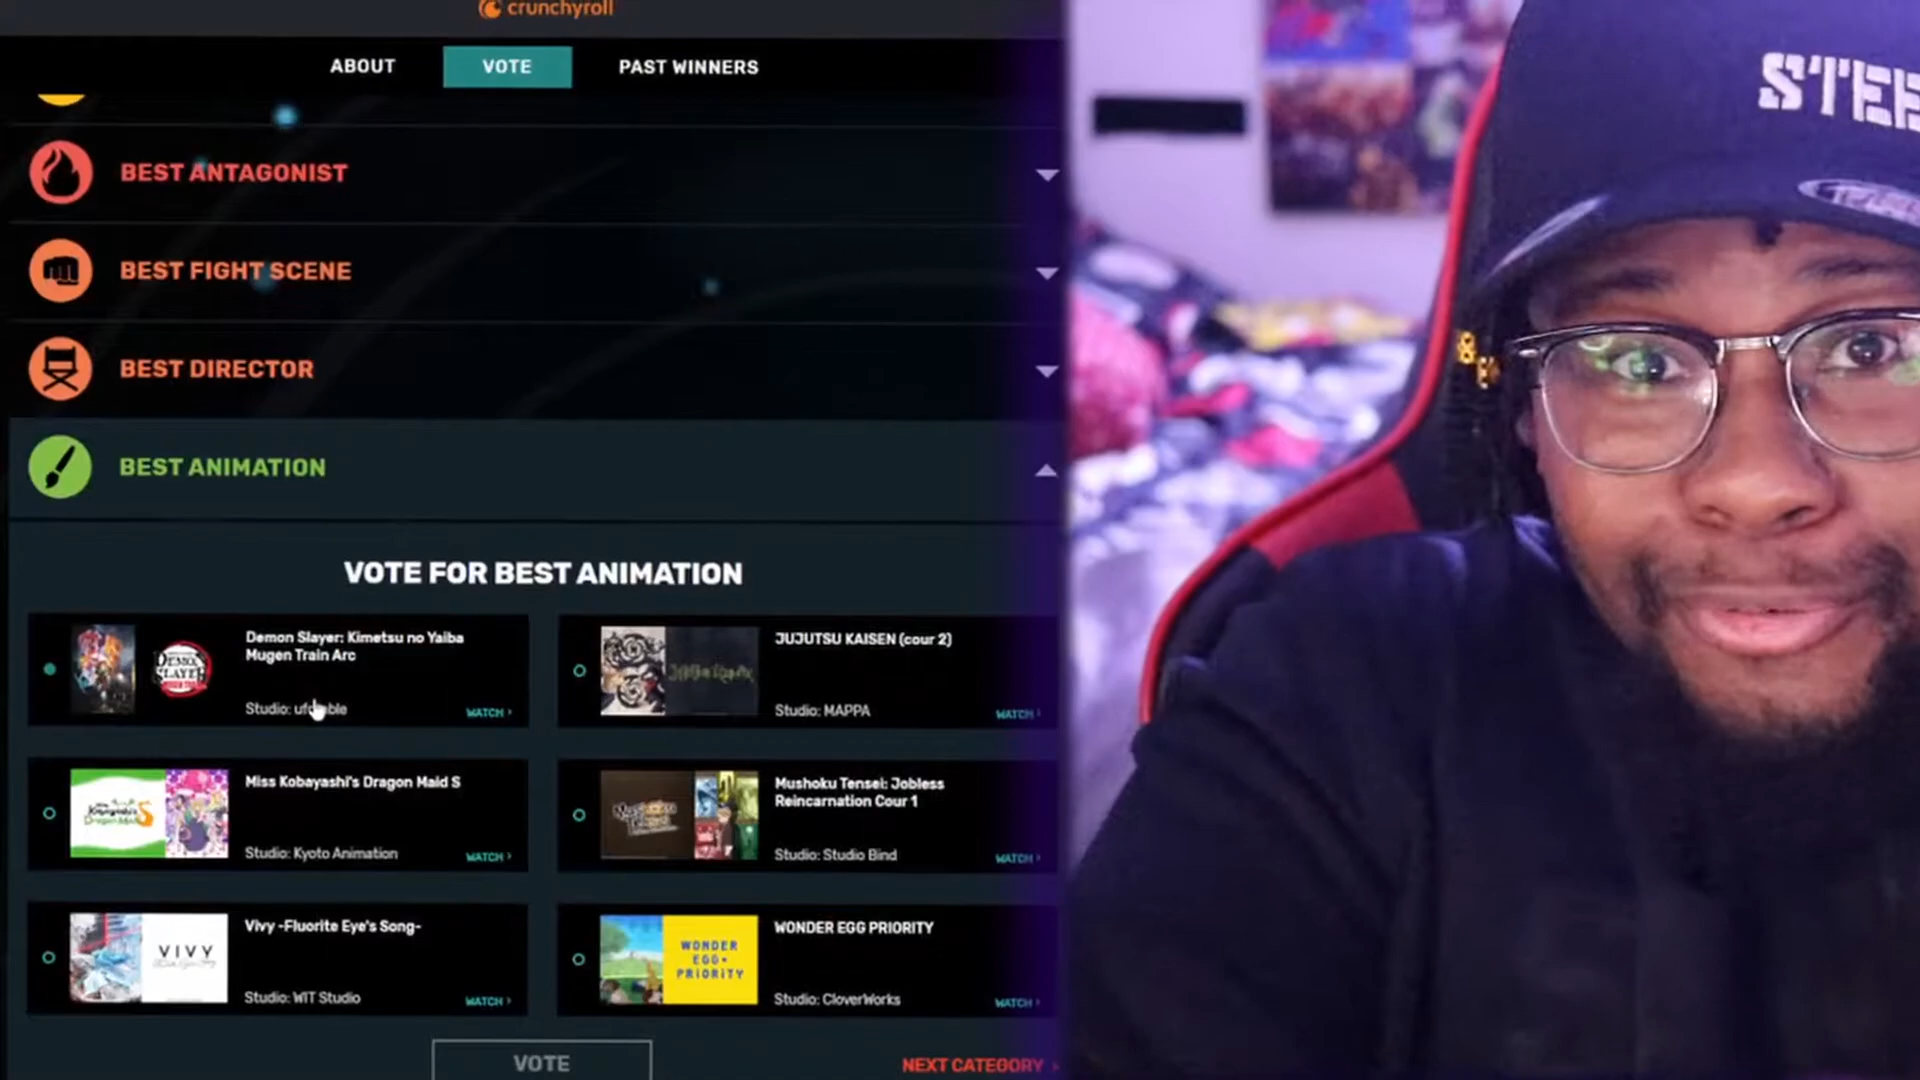 crunchyroll
ABOUT
VOTE
PAST WINNERS
BEST ANTAGONIST
BEST FIGHT SCENE
BEST DIRECTOR
BEST ANIMATION
VOTE FOR BEST ANIMATION
Demon Slayer: Kimetsu no Yaiba
Mugen Train Arc
Studio:
WATCH
JUJUTSU KAISEN (cour 2)
Studio: MAPPA
WATCH
Miss Kobayashi's Dragon Maid S
Studio: Kyoto Animation
WATCH
Mushoku Tensei: Jobless
Reincarnation Cour 1
Studio: Studio Bind
WATCH
VIVY
Vivy -Fluorite Eye's Song-
Studio: WIT Studio
WATCH
WONDER
EGG
PRIORITY
WONDER EGG PRIORITY
Studio: CloverWorks
WATCH
VOTE
NEXT CATEGORY
STEE